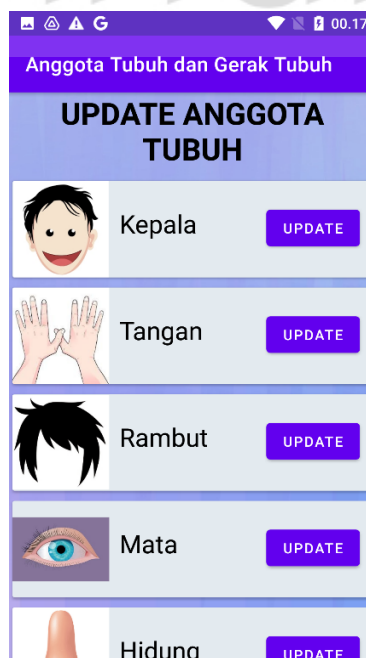 00.17
Anggota Tubuh dan Gerak Tubuh
UPDATE ANGGOTA
TUBUH
Kepala
UPDATE
Tangan
UPDATE
Rambut
UPDATE
Mata
UPDATE
Hidung
UPDATE